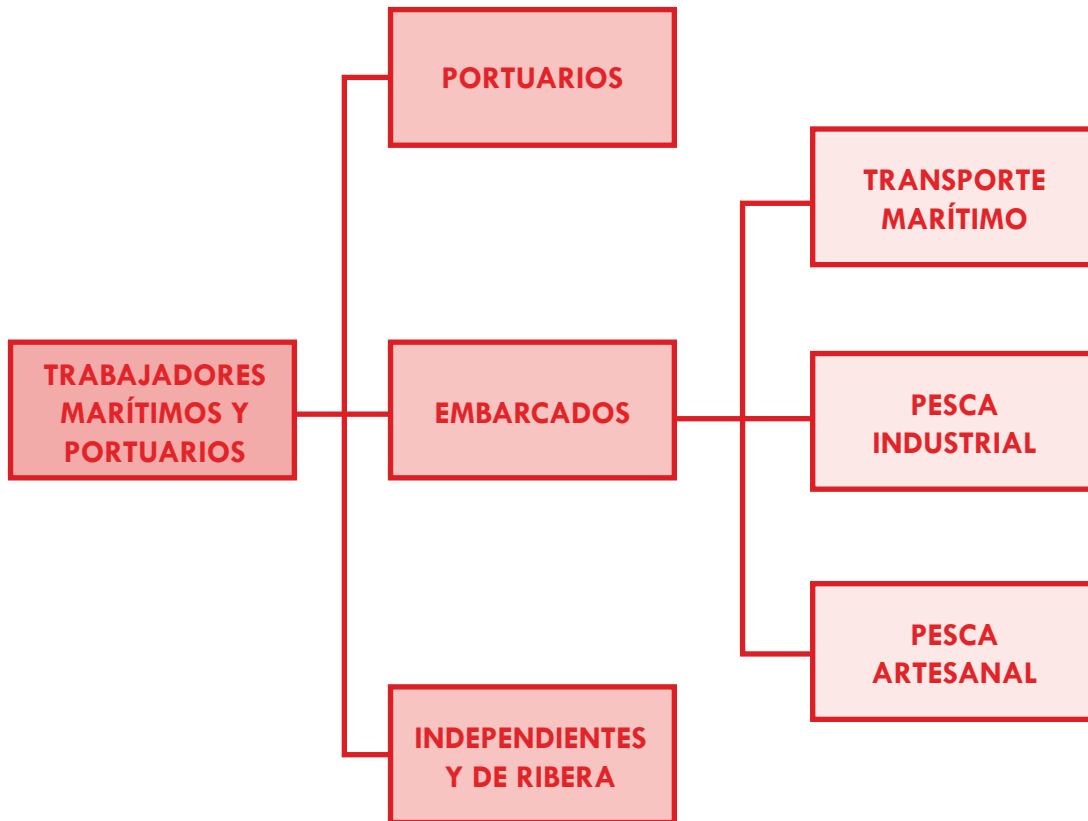 PORTUARIOS
TRANSPORTE
MARÍTIMO
TRABAJADORES
MARÍTIMOS Y
PORTUARIOS
EMBARCADOS
PESCA
INDUSTRIAL
PESCA
ARTESANAL
INDEPENDIENTES
Y DE RIBERA